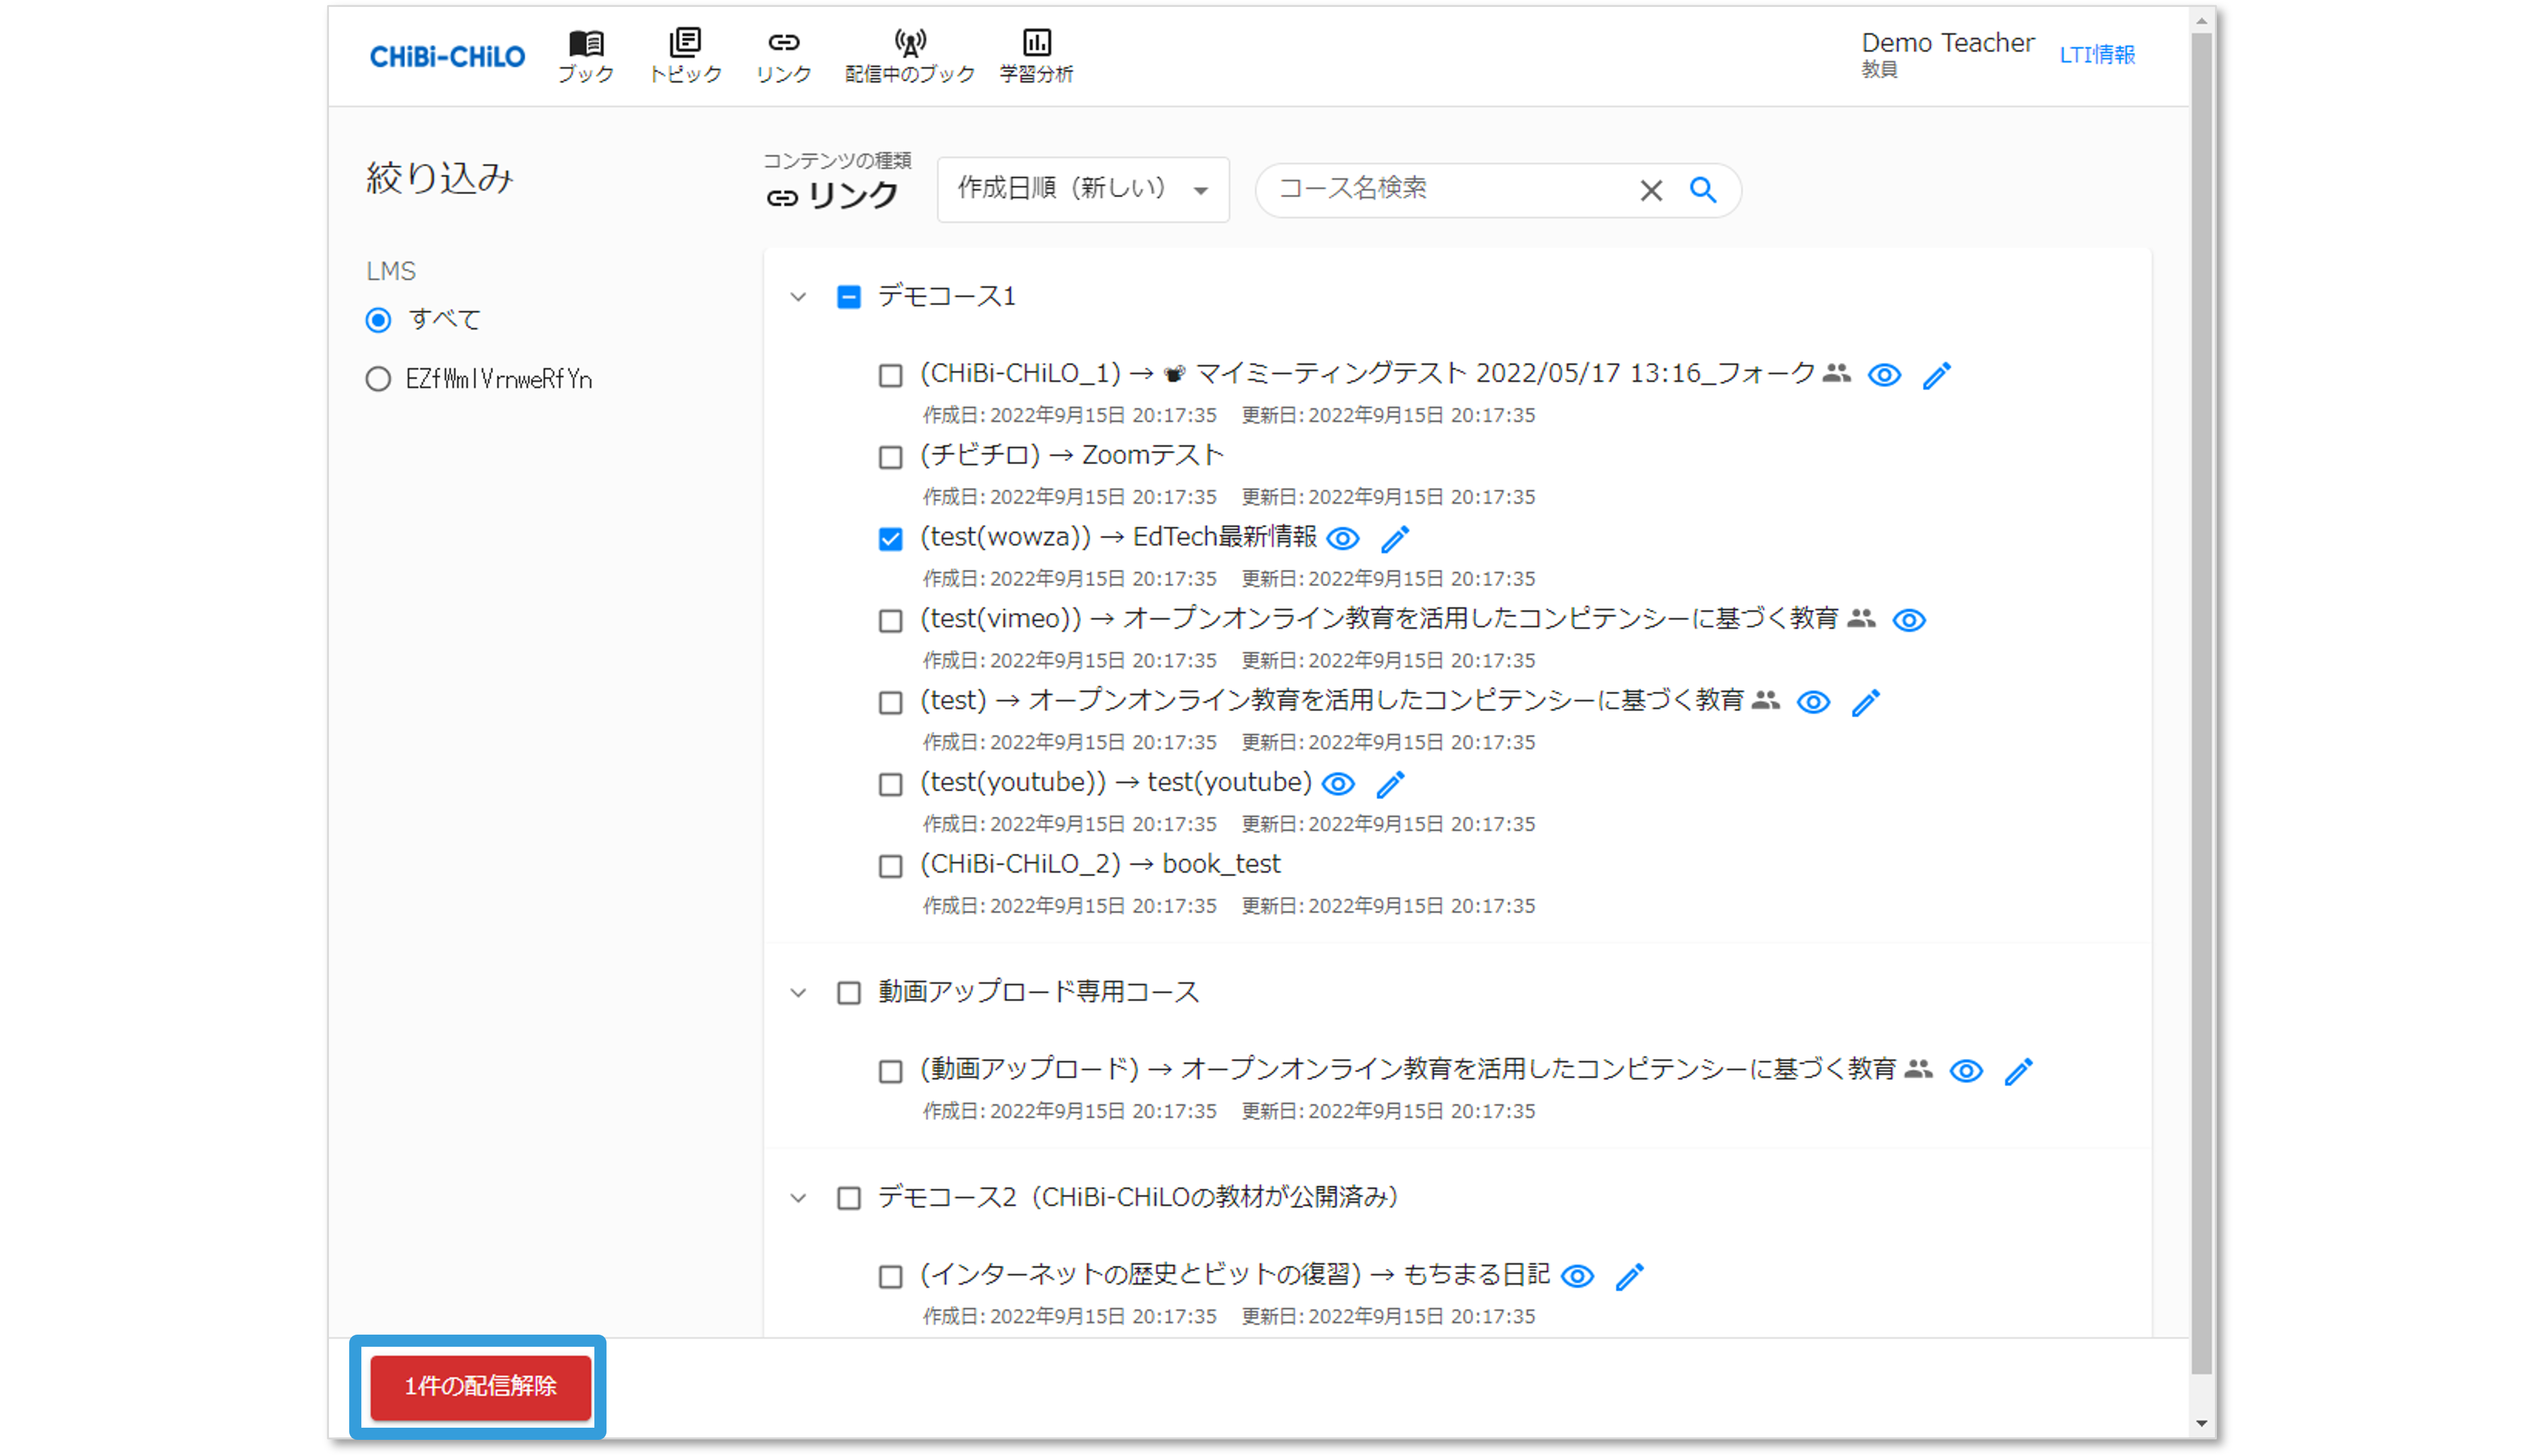 CHiBi-CHiLO
ブック
トピック
リンク
配信中のブック
学習分析
Demo Teacher
教員
LTI情報
絞り込み
LMS
すべて
EZfWmlVrnweRfYn
コンテンツの種類
リンク
作成日順（新しい）
コース名検索
デモコース1
(CHiBi-CHiLO_1) → 📽 マイミーティングテスト 2022/05/17 13:16_フォーク
作成日: 2022年9月15日 20:17:35 更新日: 2022年9月15日 20:17:35
(チビチロ) → Zoomテスト
作成日: 2022年9月15日 20:17:35 更新日: 2022年9月15日 20:17:35
(test(wowza)) → EdTech最新情報
作成日: 2022年9月15日 20:17:35 更新日: 2022年9月15日 20:17:35
(test(vimeo)) → オープンオンライン教育を活用したコンピテンシーに基づく教育
作成日: 2022年9月15日 20:17:35 更新日: 2022年9月15日 20:17:35
(test) → オープンオンライン教育を活用したコンピテンシーに基づく教育
作成日: 2022年9月15日 20:17:35 更新日: 2022年9月15日 20:17:35
(test(youtube)) → test(youtube)
作成日: 2022年9月15日 20:17:35 更新日: 2022年9月15日 20:17:35
(CHiBi-CHiLO_2) → book_test
作成日: 2022年9月15日 20:17:35 更新日: 2022年9月15日 20:17:35
動画アップロード専用コース
(動画アップロード) → オープンオンライン教育を活用したコンピテンシーに基づく教育
作成日: 2022年9月15日 20:17:35 更新日: 2022年9月15日 20:17:35
デモコース2（CHiBi-CHiLOの教材が公開済み）
(インターネットの歴史とビットの復習) → もちまる日記
作成日: 2022年9月15日 20:17:35 更新日: 2022年9月15日 20:17:35
1件の配信解除